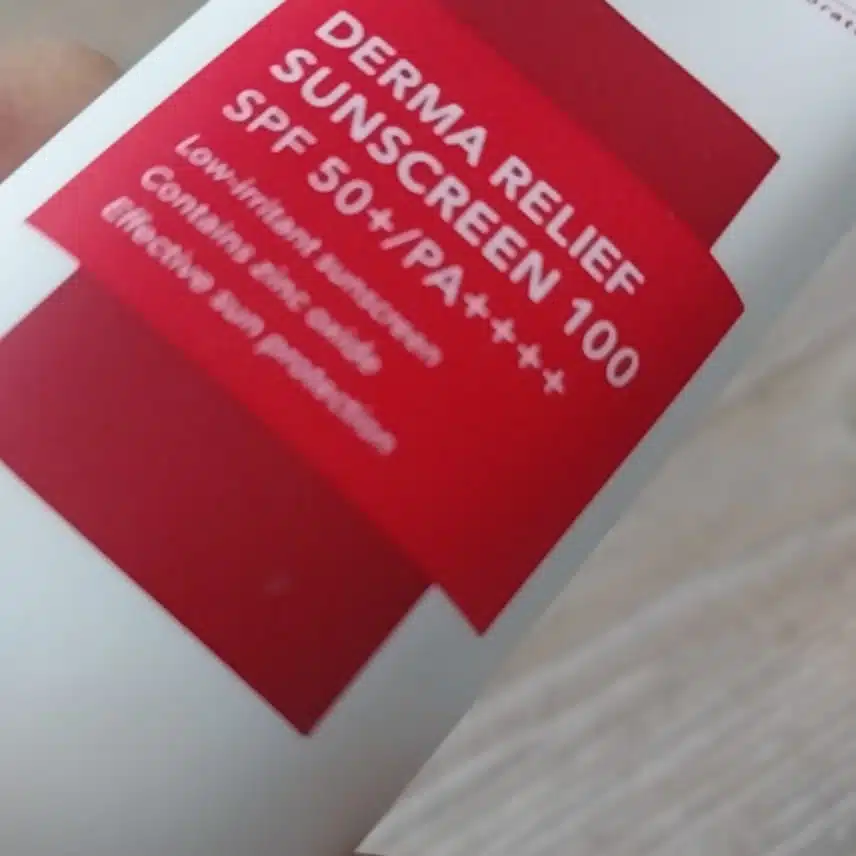 DERMA RELIEF
SUNSCREEN 100
SPF 50+/PA++++
Low-irritant sunscreen
Contains zinc oxide
Effective sun protection